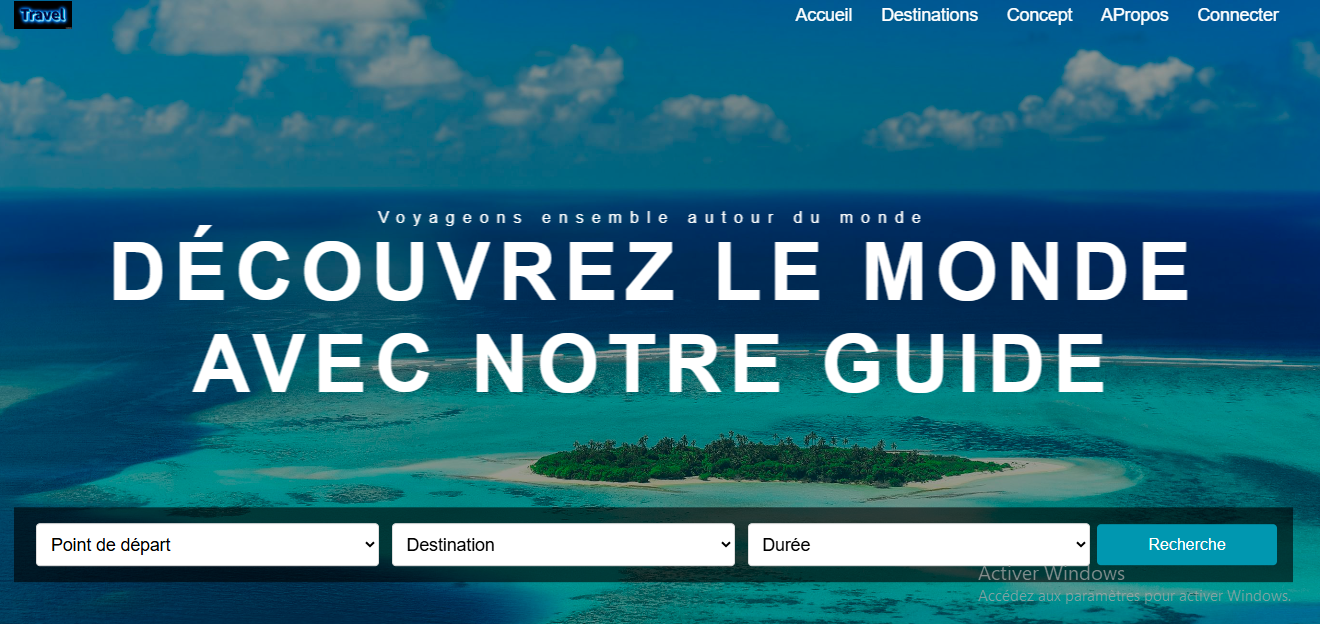 Travel
Accueil Destinations Concept APropos Connecter
Voyageons ensemble autour du monde
DÉCOUVREZ LE MONDE
AVEC NOTRE GUIDE
Point de départ Destination Durée Recherche
Activer Windows
Accédez aux paramètres pour activer Windows.